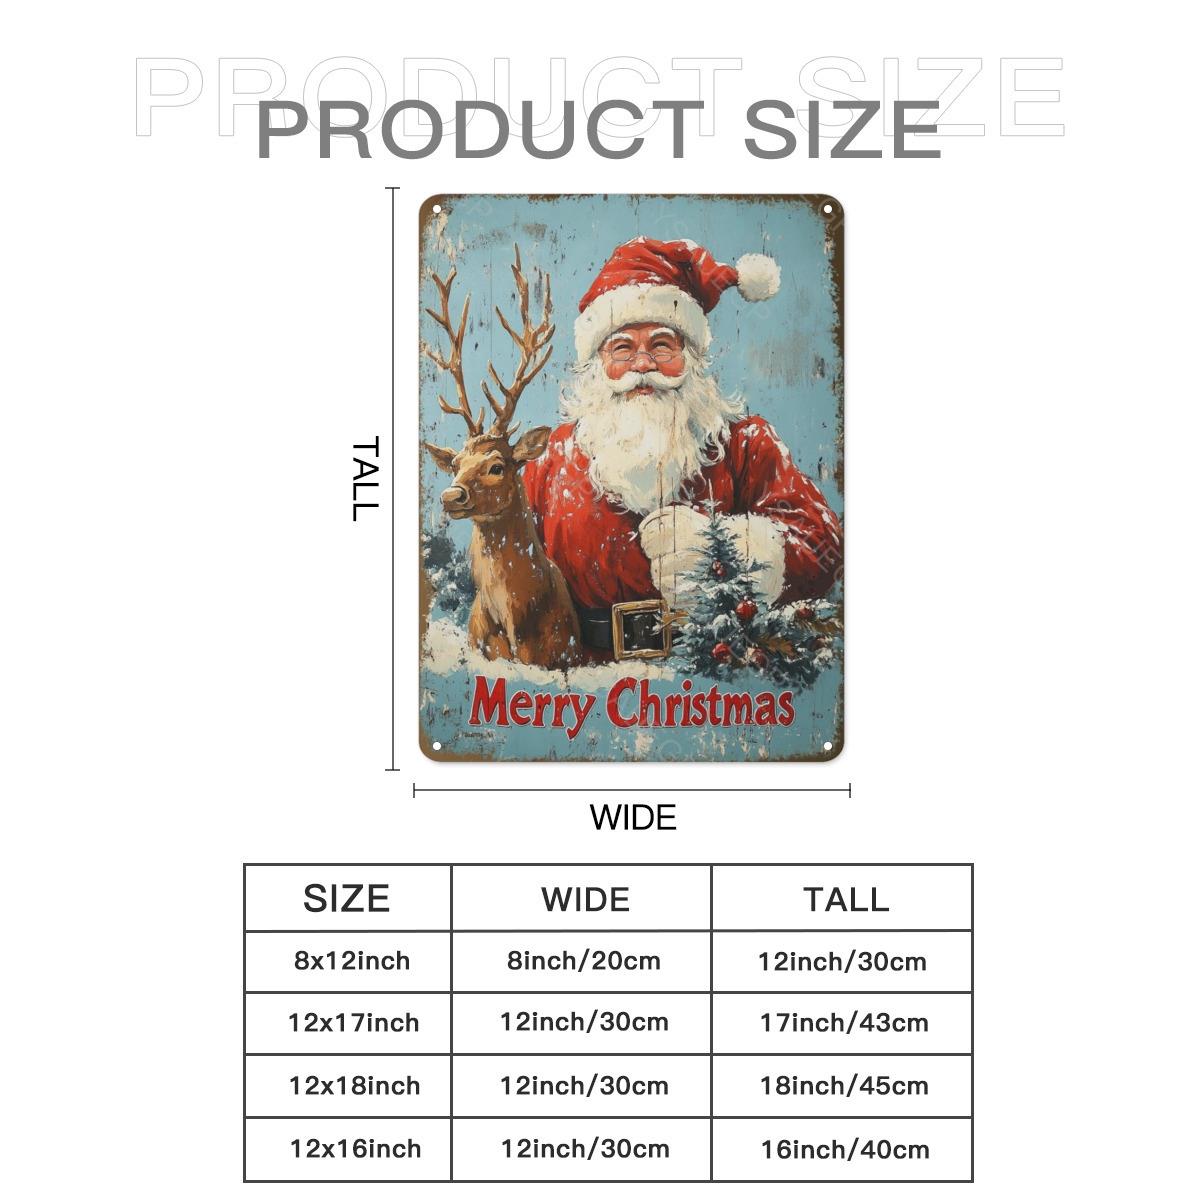 PRODUCT SIZE
PRODUCT SIZE
TALL
Merry Christmas
WIDE
SIZE WIDE TALL
8x12inch 8inch/20cm 12inch/30cm
12x17inch 12inch/30cm 17inch/43cm
12x18inch 12inch/30cm 18inch/45cm
12x16inch 12inch/30cm 16inch/40cm